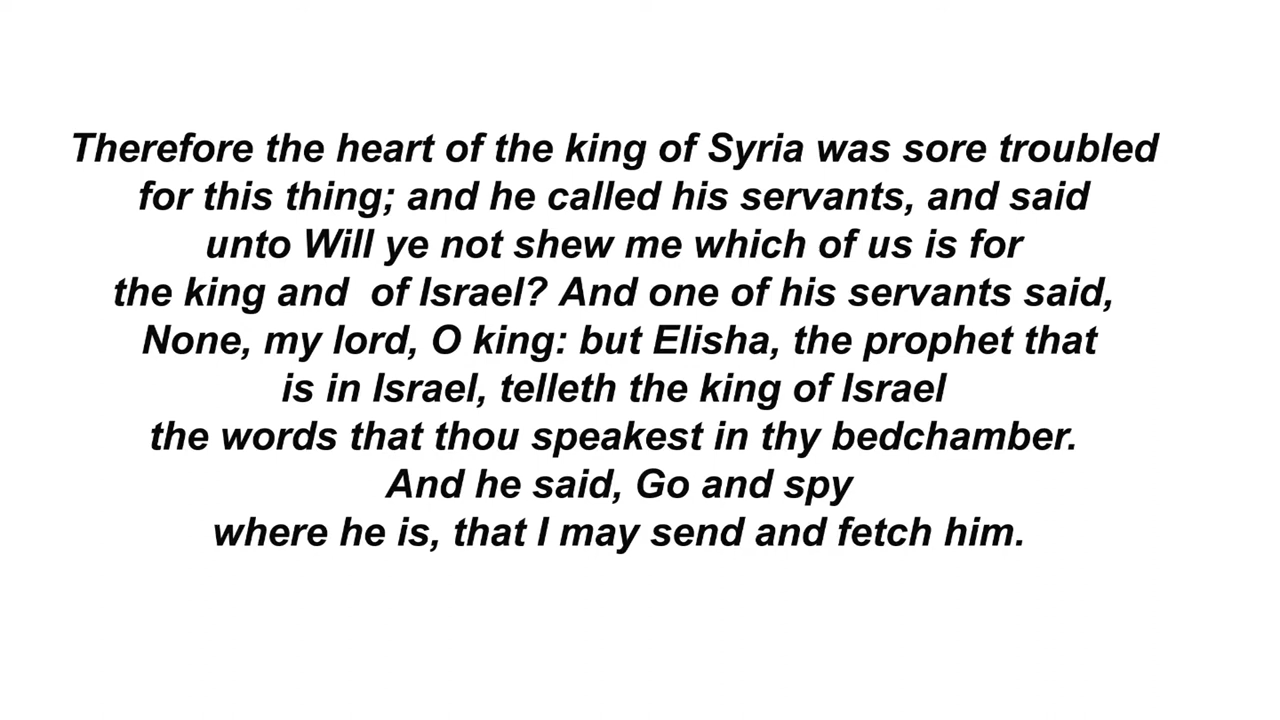 Therefore the heart of the king of Syria was sore troubled
for this thing; and he called his servants, and said
unto Will ye not shew me which of us is for
the king and  of Israel? And one of his servants said,
None, my lord, O king: but Elisha, the prophet that
is in Israel, telleth the king of Israel
the words that thou speakest in thy bedchamber.
And he said, Go and spy
where he is, that I may send and fetch him.